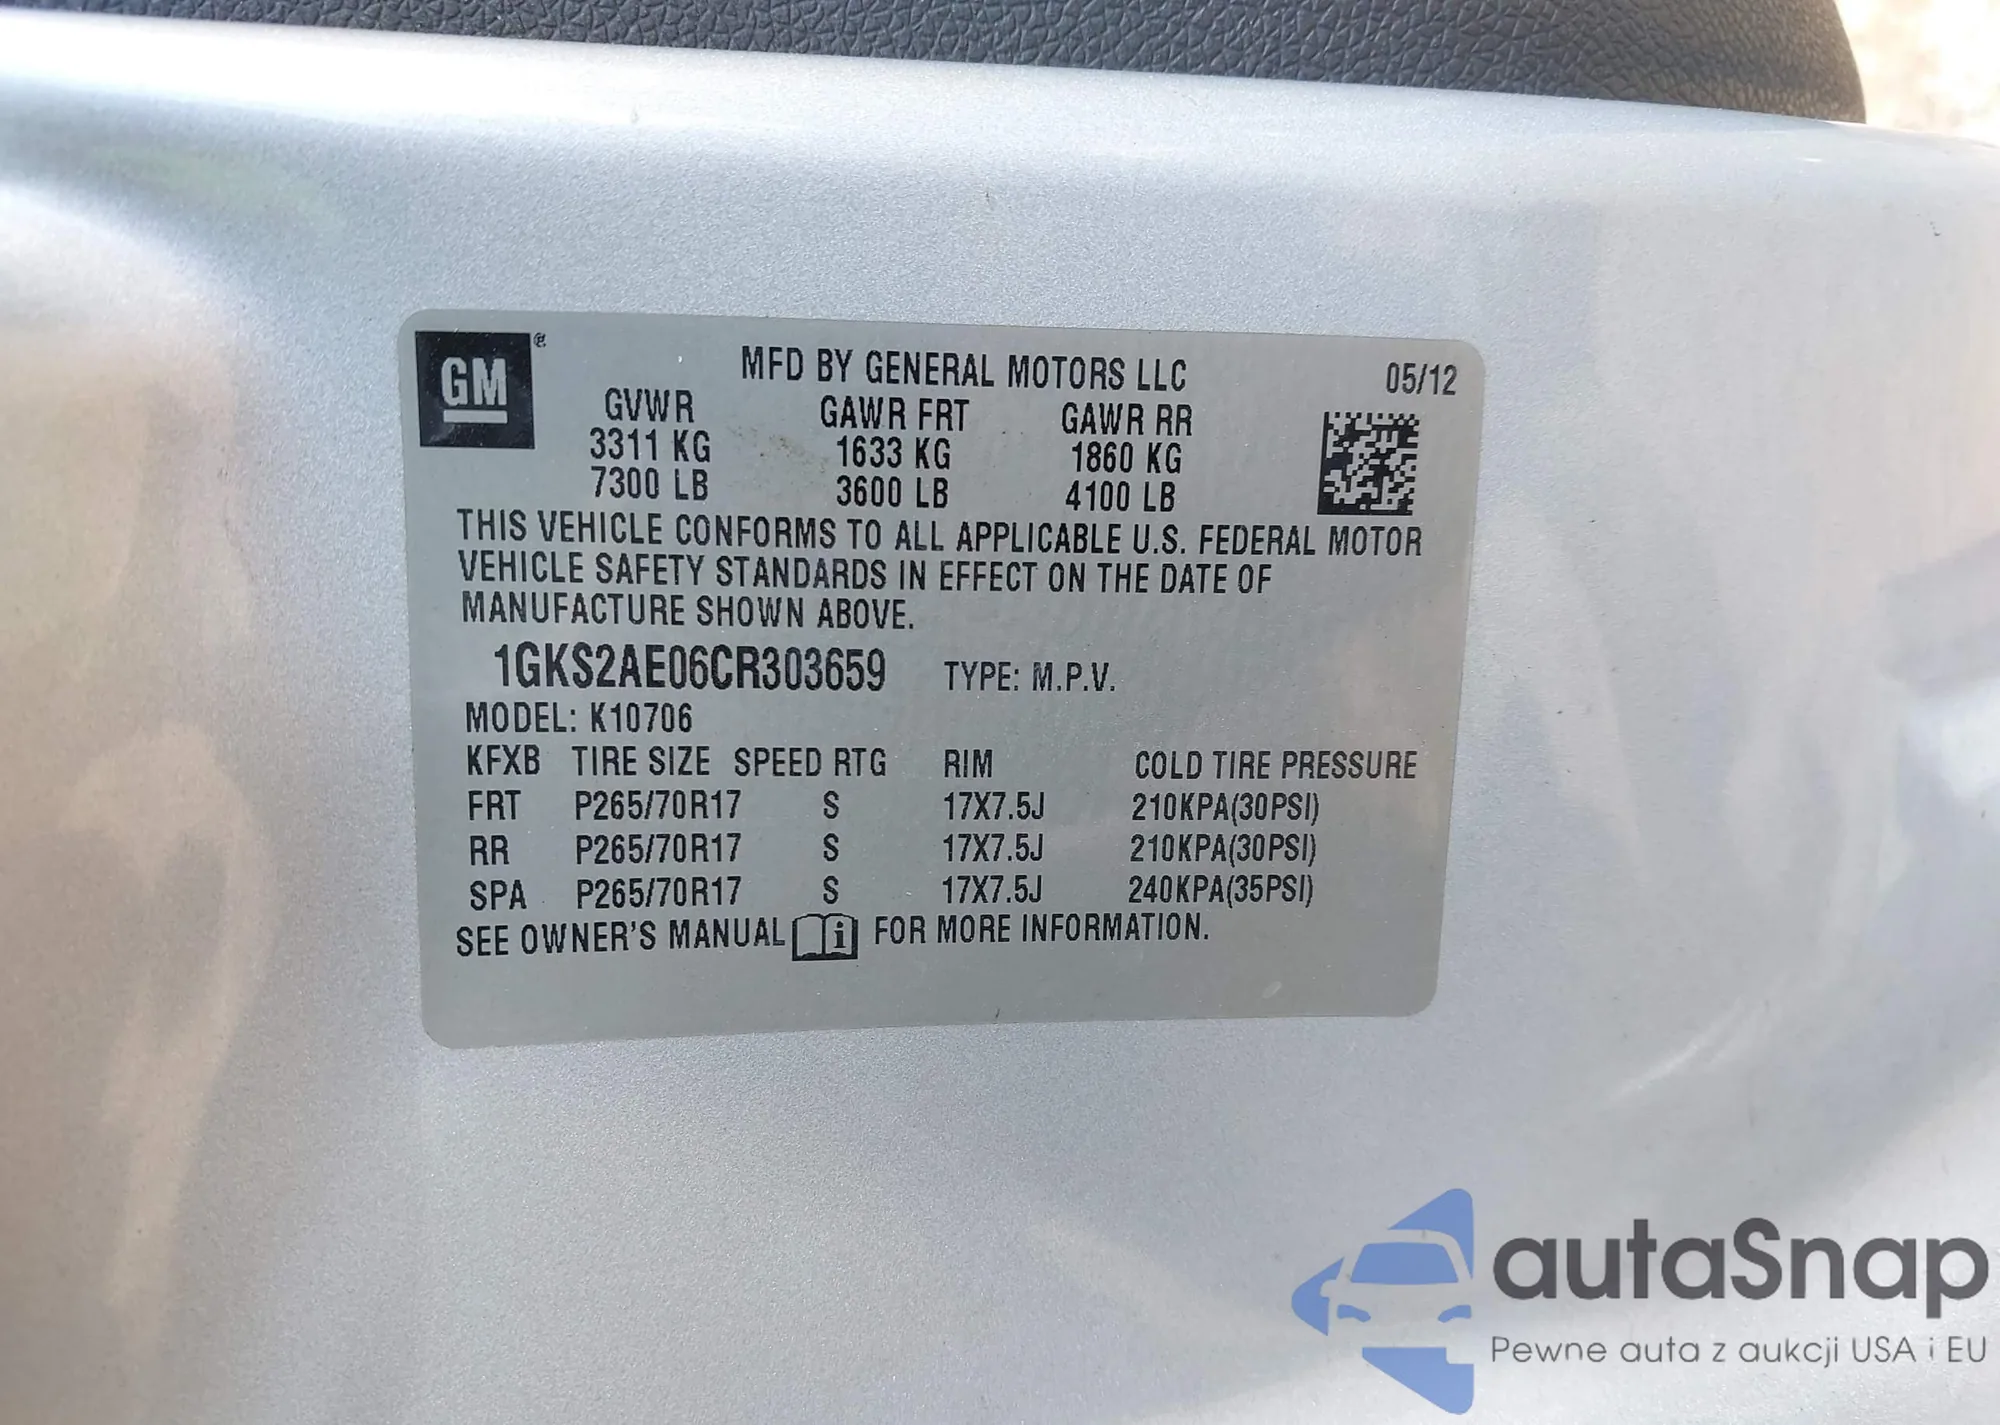 GM
MFD BY GENERAL MOTORS LLC 05/12
GVWR GAWR FRT GAWR RR
3311 KG 1633 KG 1860 KG
7300 LB 3600 LB 4100 LB
THIS VEHICLE CONFORMS TO ALL APPLICABLE U.S. FEDERAL MOTOR
VEHICLE SAFETY STANDARDS IN EFFECT ON THE DATE OF
MANUFACTURE SHOWN ABOVE.
1GKS2AE06CR303659 TYPE: M.P.V.
MODEL: K10706
KFXB TIRE SIZE SPEED RTG RIM COLD TIRE PRESSURE
FRT P265/70R17 S 17X7.5J 210KPA(30PSI)
RR P265/70R17 S 17X7.5J 210KPA(30PSI)
SPA P265/70R17 S 17X7.5J 240KPA(35PSI)
SEE OWNER'S MANUAL i FOR MORE INFORMATION.
autaSnap
Pewne auta z aukcji USA i EU